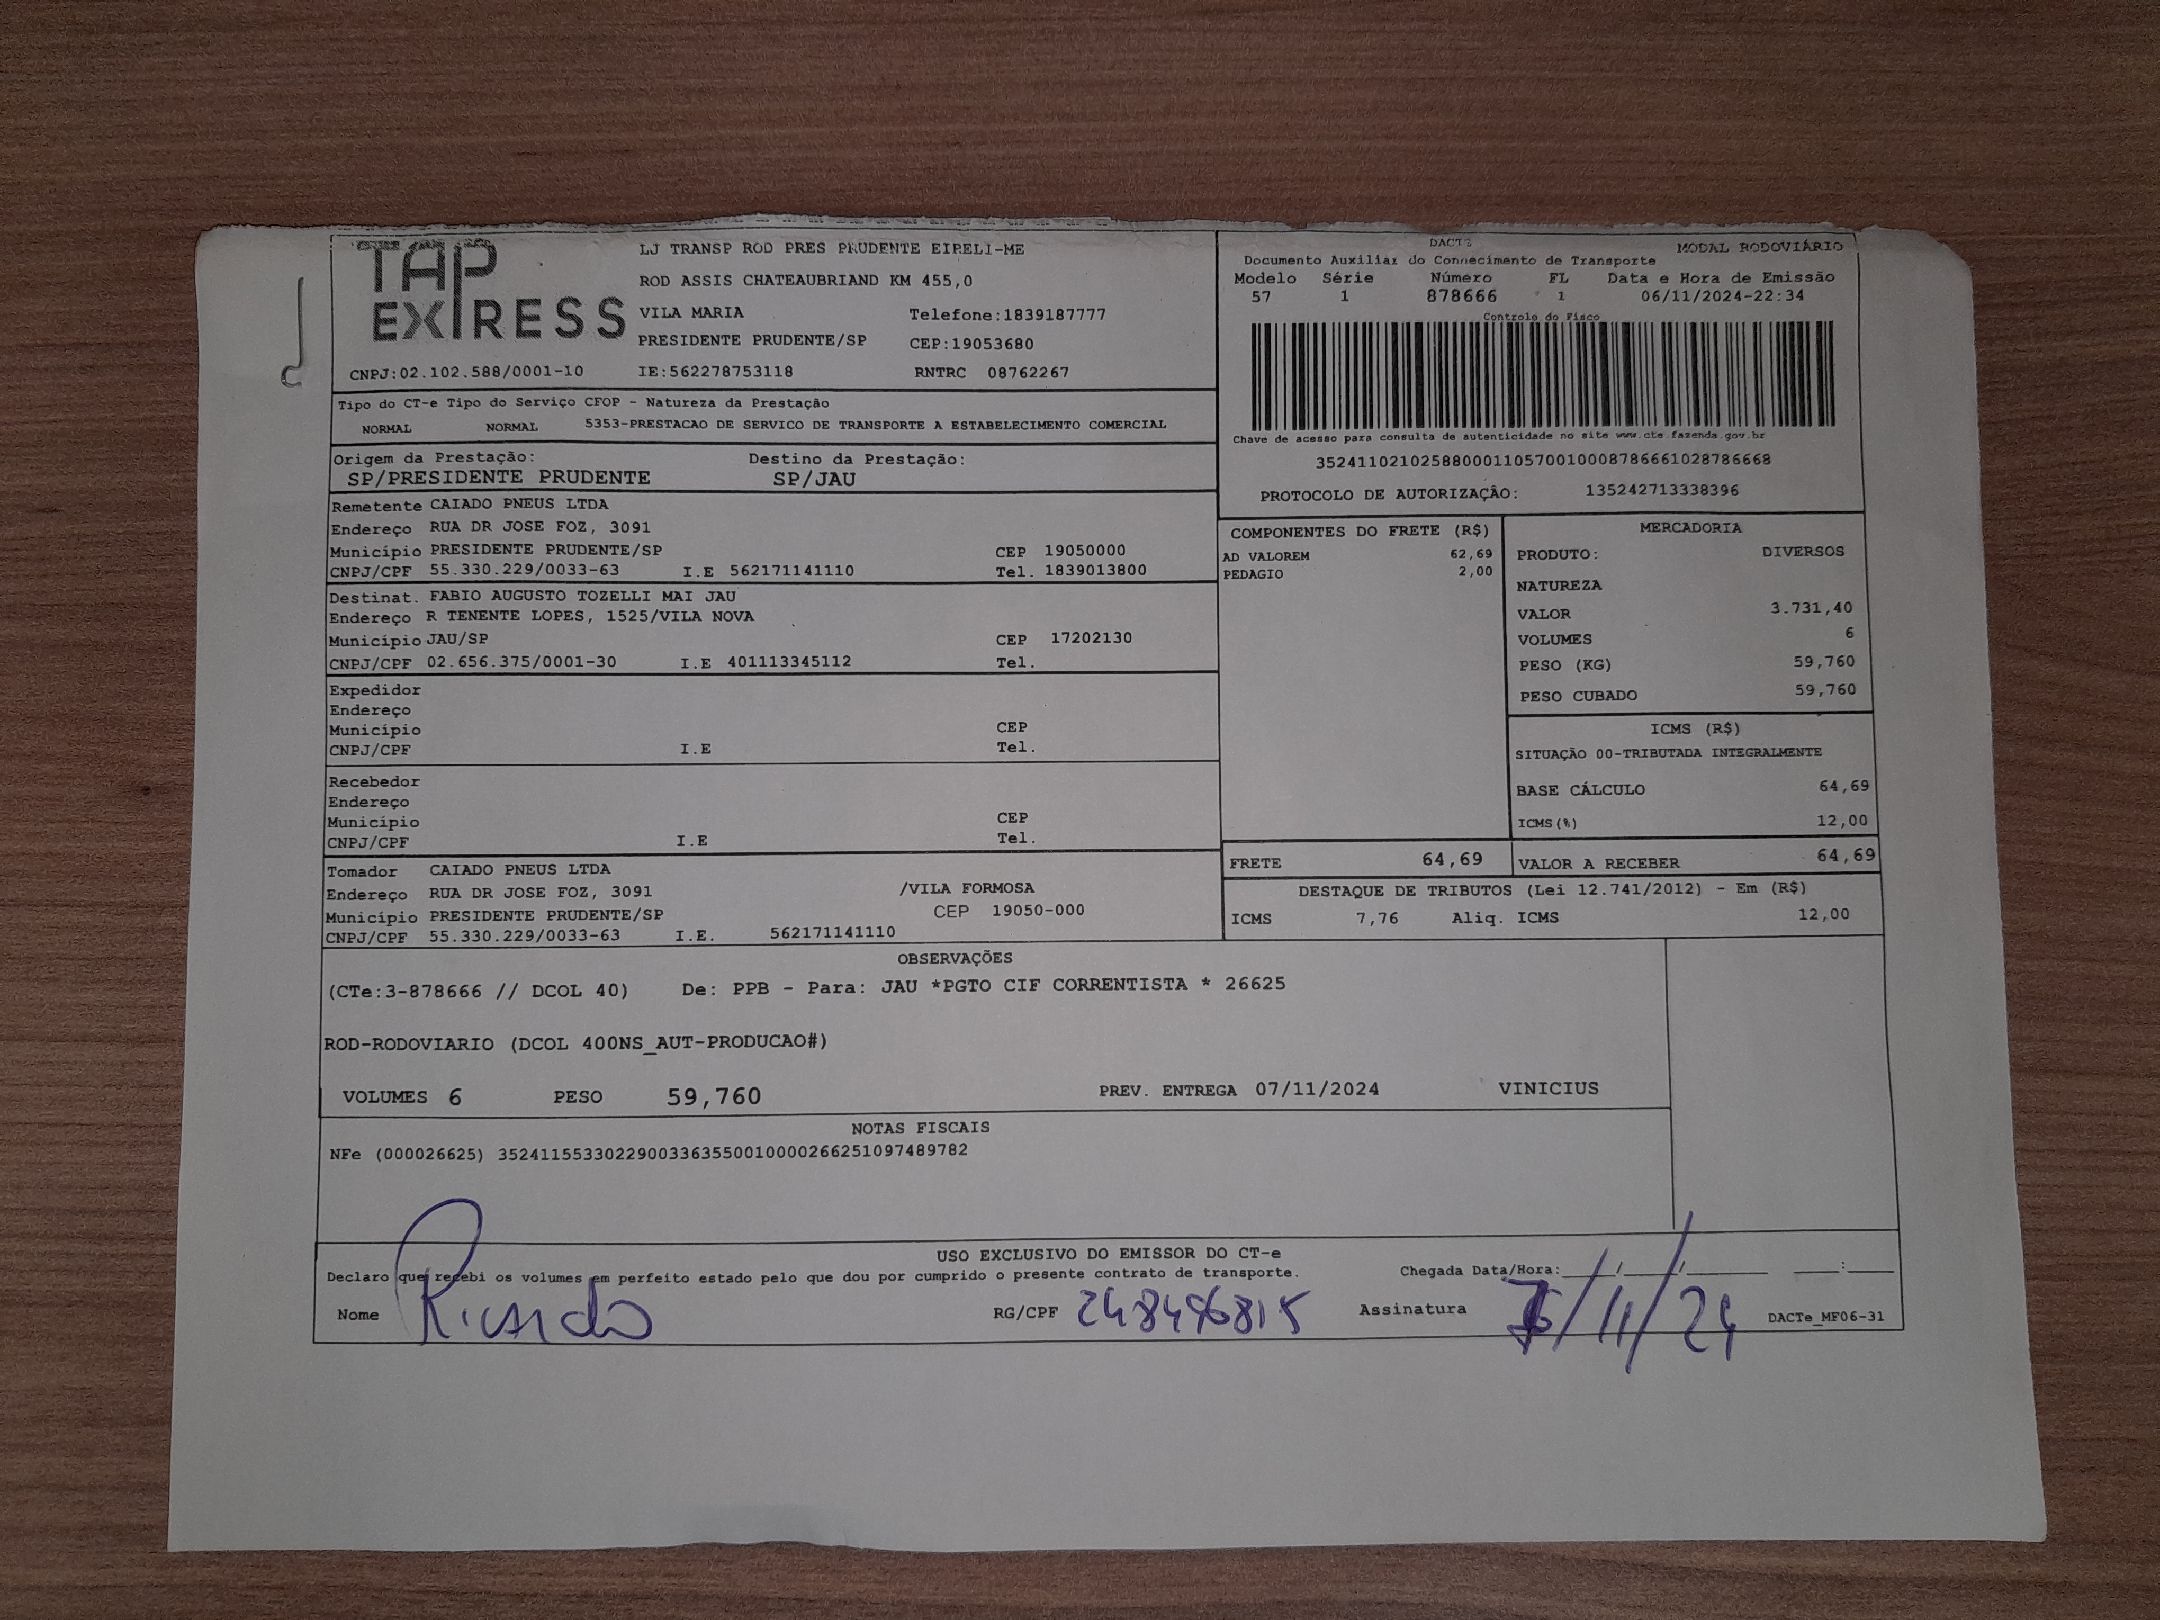 TAP EXPRESS
LJ TRANSP ROD PRES PRUDENTE EIRELI-ME
ROD ASSIS CHATEAUBRIAND KM 455,0
VILA MARIA Telefone:1839187777
PRESIDENTE PRUDENTE/SP CEP:19053680
CNPJ:02.102.588/0001-10 IE:562278753118 RNTRC 08762267
DACTE MODAL RODOVIÁRIO
Documento Auxiliar do Connecimento de Transporte
Modelo Série Número FL Data e Hora de Emissão
57 1 878666 1 06/11/2024-22:34
Controle do Fisco
Chave de acesso para consulta de autenticidade no site www.cte.fazenda.gov.br
35241102102588000110570010008786661028786668
PROTOCOLO DE AUTORIZAÇÃO: 135242713338396
Tipo do CT-e Tipo do Serviço CFOP - Natureza da Prestação
NORMAL NORMAL 5353-PRESTACAO DE SERVICO DE TRANSPORTE A ESTABELECIMENTO COMERCIAL
Origem da Prestação: Destino da Prestação:
SP/PRESIDENTE PRUDENTE SP/JAU
Remetente CAIADO PNEUS LTDA
Endereço RUA DR JOSE FOZ, 3091
Município PRESIDENTE PRUDENTE/SP CEP 19050000
CNPJ/CPF 55.330.229/0033-63 I.E 562171141110 Tel. 1839013800
Destinat. FABIO AUGUSTO TOZELLI MAI JAU
Endereço R TENENTE LOPES, 1525/VILA NOVA
Município JAU/SP CEP 17202130
CNPJ/CPF 02.656.375/0001-30 I.E 401113345112 Tel.
Expedidor
Endereço
Município CEP
CNPJ/CPF I.E Tel.
Recebedor
Endereço
Município CEP
CNPJ/CPF I.E Tel.
Tomador CAIADO PNEUS LTDA
Endereço RUA DR JOSE FOZ, 3091 /VILA FORMOSA
Município PRESIDENTE PRUDENTE/SP CEP 19050-000
CNPJ/CPF 55.330.229/0033-63 I.E. 562171141110
COMPONENTES DO FRETE (R$)
AD VALOREM 62,69
PEDAGIO 2,00
MERCADORIA
PRODUTO: DIVERSOS
NATUREZA
VALOR 3.731,40
VOLUMES 6
PESO (KG) 59,760
PESO CUBADO 59,760
ICMS (R$)
SITUAÇÃO 00-TRIBUTADA INTEGRALMENTE
BASE CÁLCULO 64,69
ICMS(%) 12,00
FRETE 64,69 VALOR A RECEBER 64,69
DESTAQUE DE TRIBUTOS (Lei 12.741/2012) - Em (R$)
ICMS 7,76 Aliq. ICMS 12,00
OBSERVAÇÕES
(CTe:3-878666 // DCOL 40) De: PPB - Para: JAU *PGTO CIF CORRENTISTA * 26625
ROD-RODOVIARIO (DCOL 400NS_AUT-PRODUCAO#)
VOLUMES 6 PESO 59,760 PREV. ENTREGA 07/11/2024 VINICIUS
NOTAS FISCAIS
NFe (000026625) 35241155330229003363550010000266251097489782
USO EXCLUSIVO DO EMISSOR DO CT-e
Declaro que recebi os volumes em perfeito estado pelo que dou por cumprido o presente contrato de transporte. Chegada Data/Hora:____/____/______ ____:____
Nome Ricardo RG/CPF 248496815 Assinatura /11/24 DACTe_MF06-31